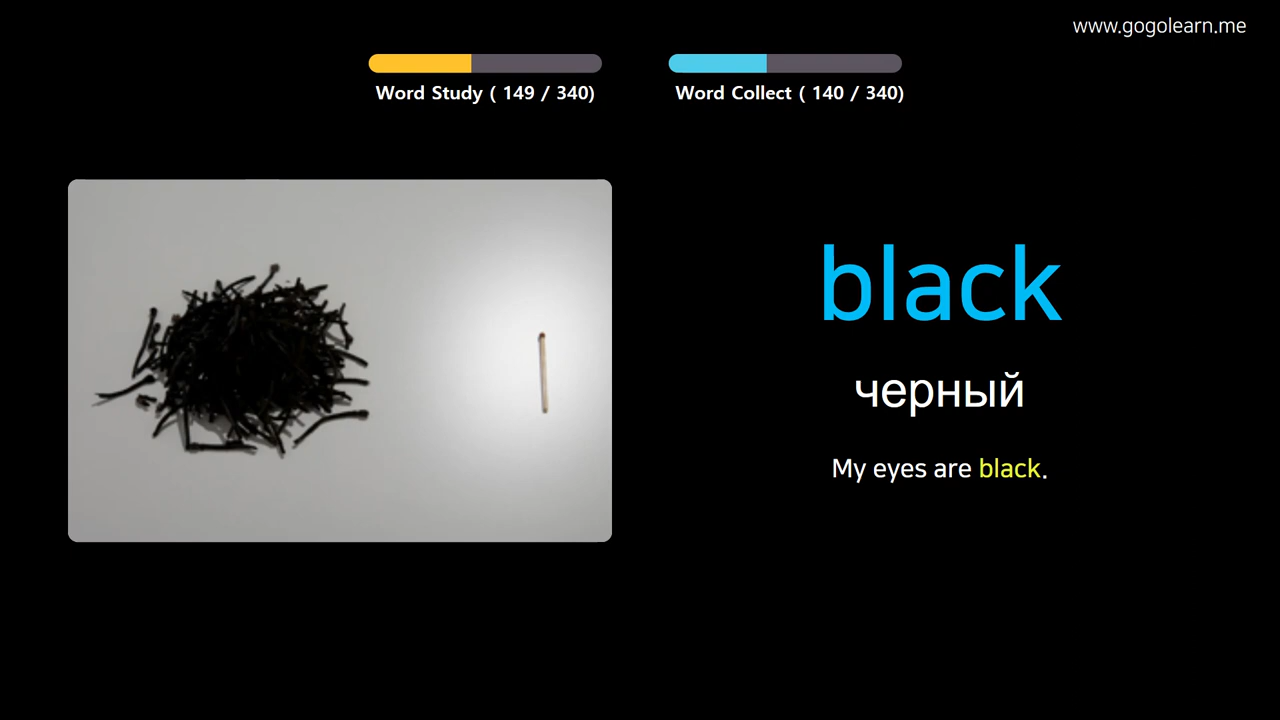 www.gogolearn.me
Word Study ( 149 / 340)
Word Collect ( 140 / 340)
black
черный
My eyes are black.